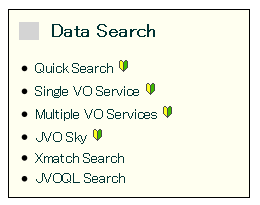 Data Search
Quick Search
Single VO Service
Multiple VO Services
JVO Sky
Xmatch Search
JVOQL Search